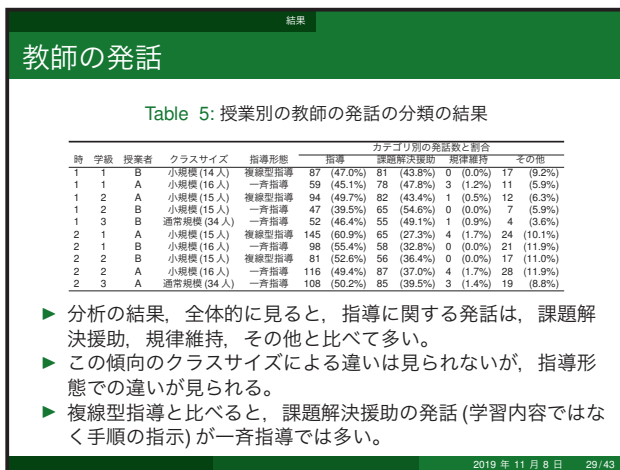 結果
教師の発話
Table 5: 授業別の教師の発話の分類の結果
カテゴリ別の発話数と割合
時 学級 授業者 クラスサイズ 指導形態 指導 課題解決援助 規律維持 その他
1 1 B 小規模 (14 人) 複線型指導 87 (47.0%) 81 (43.8%) 0 (0.0%) 17 (9.2%)
1 1 A 小規模 (16 人) 一斉指導 59 (45.1%) 78 (47.8%) 3 (1.2%) 11 (5.9%)
1 2 A 小規模 (15 人) 複線型指導 94 (49.7%) 82 (43.4%) 1 (0.5%) 12 (6.3%)
1 2 B 小規模 (15 人) 一斉指導 47 (39.5%) 65 (54.6%) 0 (0.0%) 7 (5.9%)
1 3 B 通常規模 (34 人) 一斉指導 52 (46.4%) 55 (49.1%) 1 (0.9%) 4 (3.6%)
2 1 A 小規模 (15 人) 複線型指導 145 (60.9%) 65 (27.3%) 4 (1.7%) 24 (10.1%)
2 1 B 小規模 (16 人) 一斉指導 98 (55.4%) 58 (32.8%) 0 (0.0%) 21 (11.9%)
2 2 B 小規模 (15 人) 複線型指導 81 (52.6%) 56 (36.4%) 0 (0.0%) 17 (11.0%)
2 2 A 小規模 (16 人) 一斉指導 116 (49.4%) 87 (37.0%) 4 (1.7%) 28 (11.9%)
2 3 A 通常規模 (34 人) 一斉指導 108 (50.2%) 85 (39.5%) 3 (1.4%) 19 (8.8%)
▶ 分析の結果，全体的に見ると，指導に関する発話は，課題解
決援助，規律維持，その他と比べて多い。
▶ この傾向のクラスサイズによる違いは見られないが，指導形
態での違いが見られる。
▶ 複線型指導と比べると，課題解決援助の発話 (学習内容ではな
く手順の指示) が一斉指導では多い。
2019 年 11 月 8 日 29/43